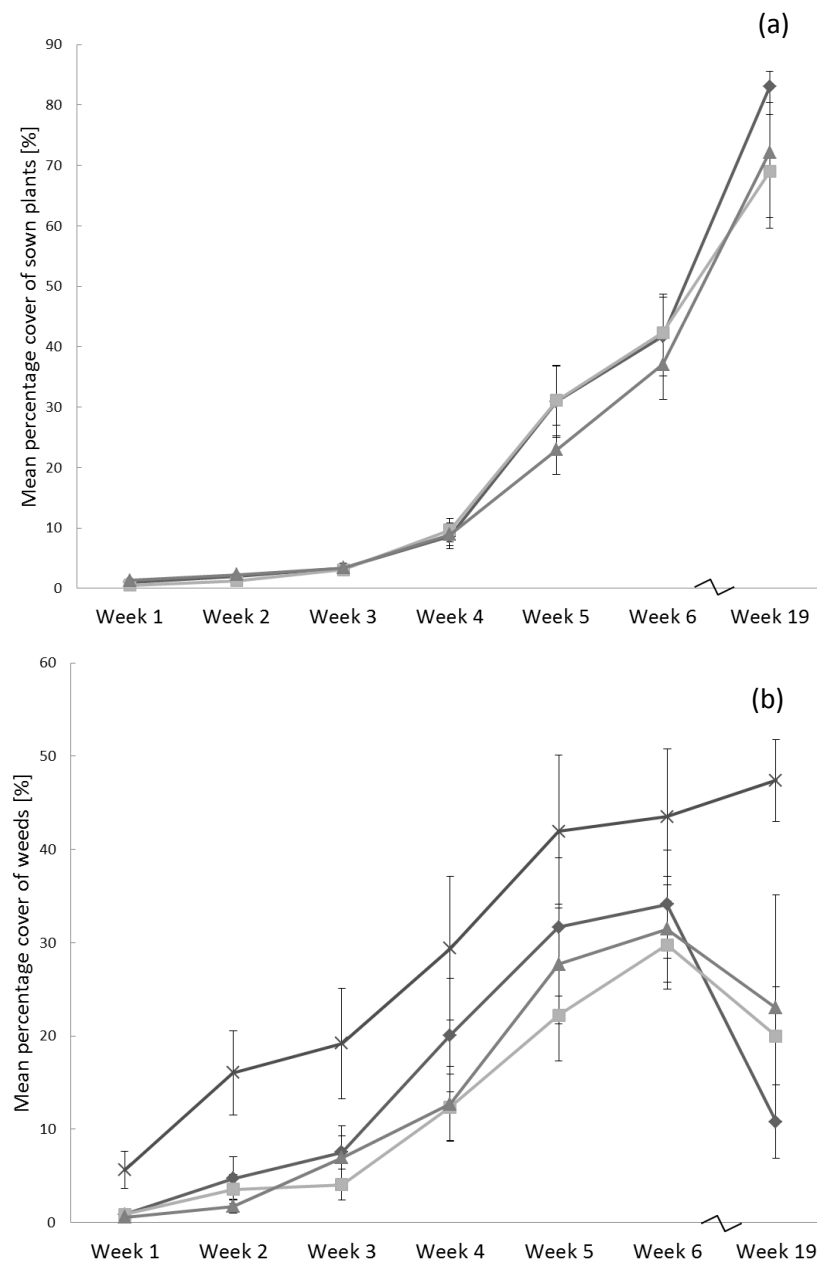 (a)
Mean percentage cover of sown plants [%]
90
80
70
60
50
40
30
20
10
0
Week 1 Week 2 Week 3 Week 4 Week 5 Week 6 Week 19
(b)
Mean percentage cover of weeds [%]
60
50
40
30
20
10
0
Week 1 Week 2 Week 3 Week 4 Week 5 Week 6 Week 19